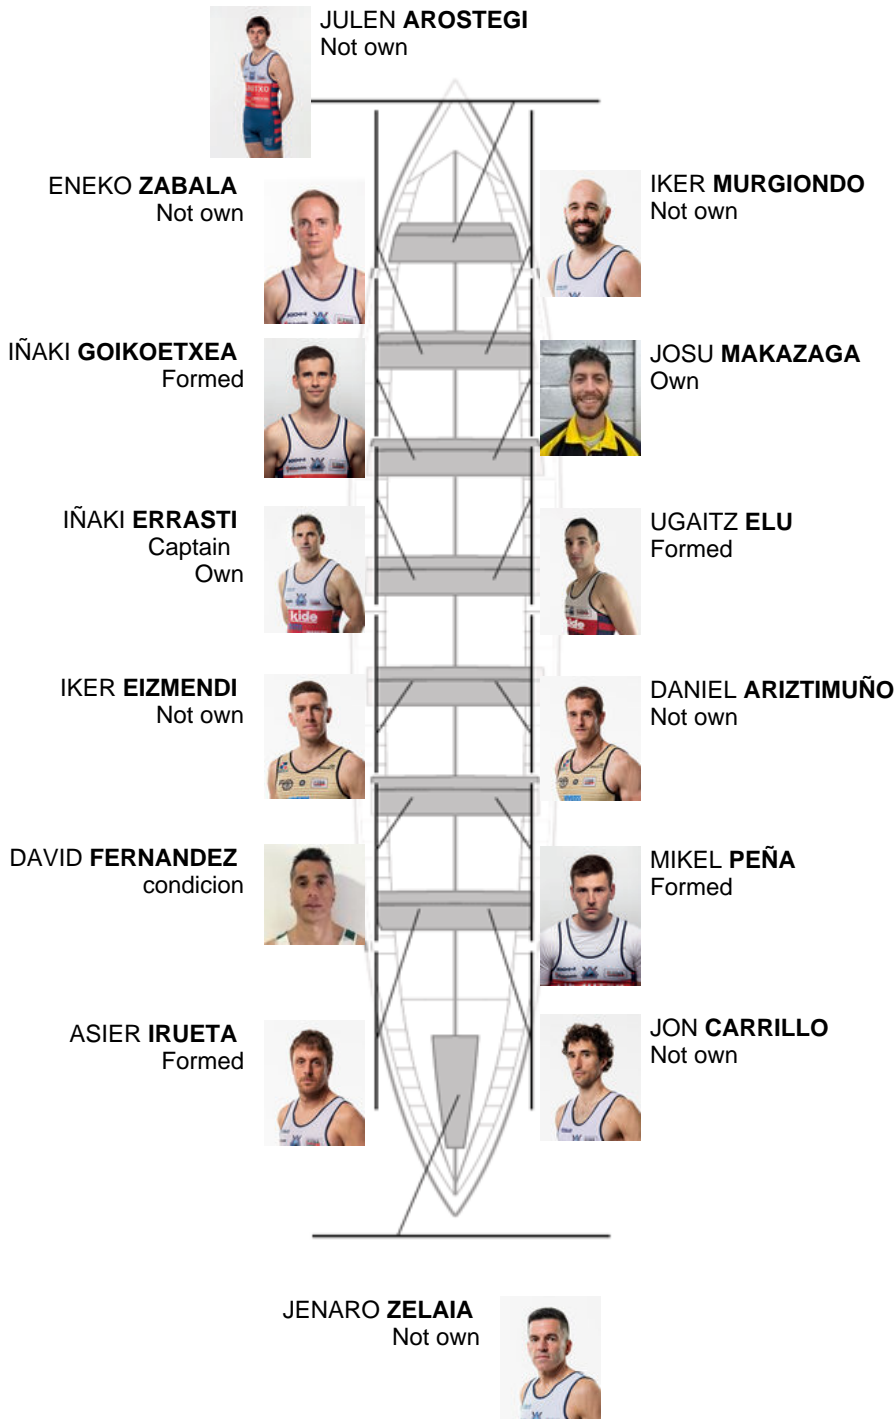 JULEN AROSTEGI
Not own
ENEKO ZABALA
Not own
IKER MURGIONDO
Not own
IÑAKI GOIKOETXEA
Formed
JOSU MAKAZAGA
Own
IÑAKI ERRASTI
Captain
Own
kide
UGAITZ ELU
Formed
kide
IKER EIZMENDI
Not own
DANIEL ARIZTIMUÑO
Not own
DAVID FERNANDEZ
condicion
MIKEL PEÑA
Formed
ASIER IRUETA
Formed
JON CARRILLO
Not own
JENARO ZELAIA
Not own